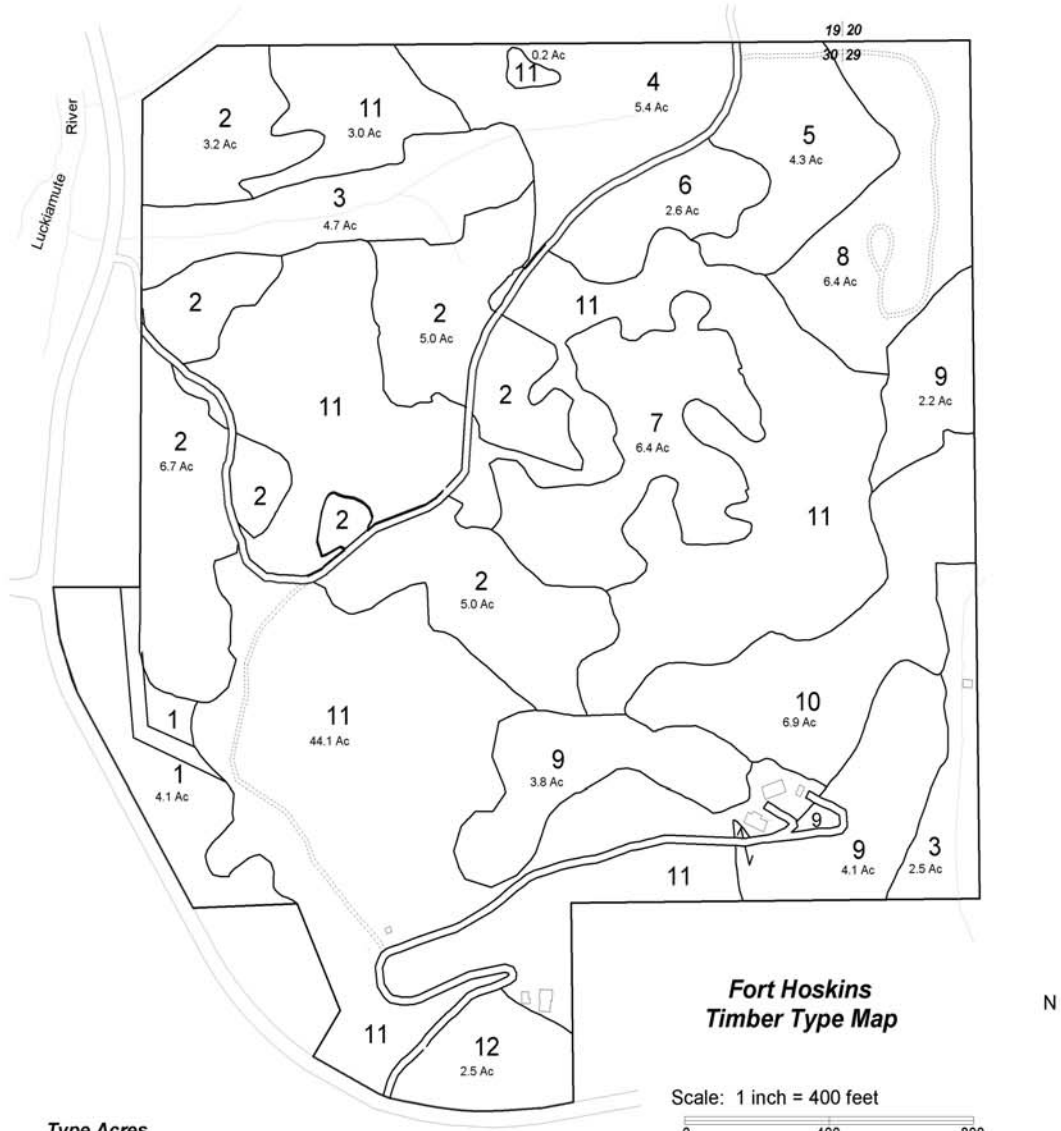 19 20
30 29
0.2 Ac
11
4
5.4 Ac
2
3.2 Ac
11
3.0 Ac
River
Luckiamute
5
4.3 Ac
3
4.7 Ac
6
2.6 Ac
8
6.4 Ac
2
2
5.0 Ac
11
9
2.2 Ac
11
2
7
6.4 Ac
2
6.7 Ac
2
2
11
2
5.0 Ac
10
6.9 Ac
11
44.1 Ac
1
1
4.1 Ac
9
3.8 Ac
9
9
4.1 Ac
3
2.5 Ac
11
Fort Hoskins
Timber Type Map
N
11
12
2.5 Ac
Scale: 1 inch = 400 feet
Type Acres
0 400 800